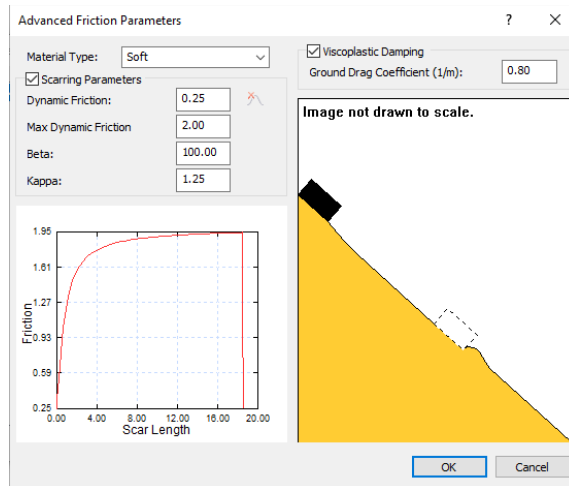 Advanced Friction Parameters
? ×
Material Type: Soft
Scarring Parameters
Dynamic Friction: 0.25
Max Dynamic Friction 2.00
Beta: 100.00
Kappa: 1.25
Viscoplastic Damping
Ground Drag Coefficient (1/m): 0.80
Image not drawn to scale.
Friction
1.95
1.61
1.27
0.93
0.59
0.25
0.00 4.00 8.00 12.00 16.00 20.00
Scar Length
OK Cancel